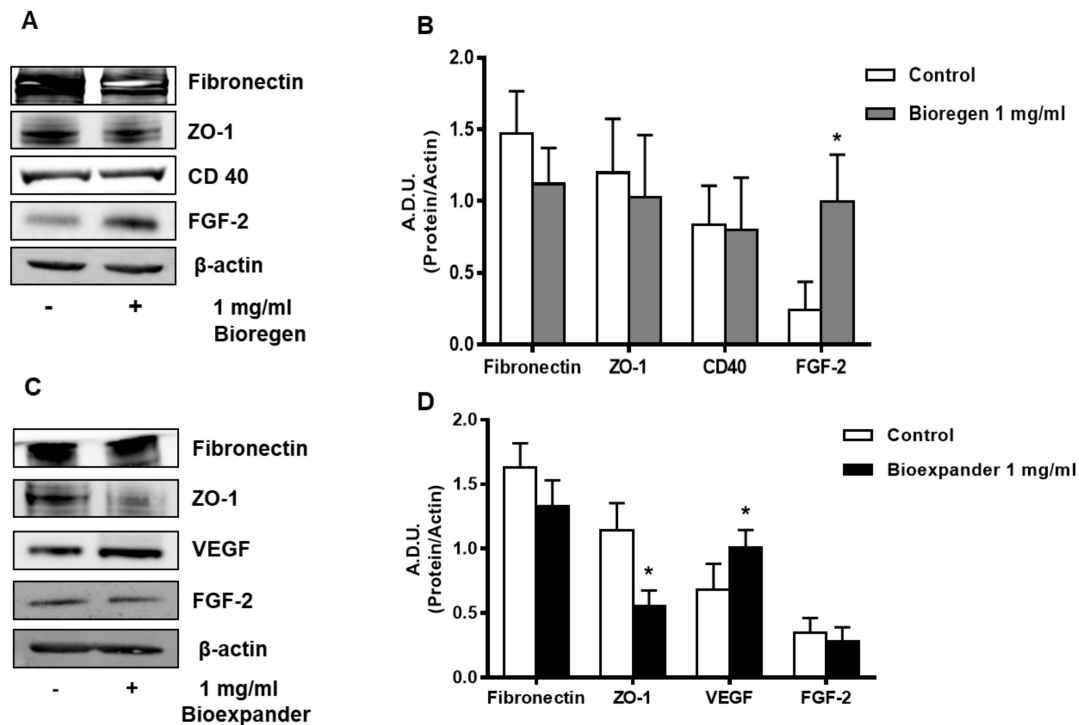 A
Fibronectin
ZO-1
CD 40
FGF-2
β-actin
- + 1 mg/ml
Bioregen
B
2.0
1.5
1.0
0.5
0.0
A.D.U.
(Protein/Actin)
Control
Bioregen 1 mg/ml
*
Fibronectin ZO-1 CD40 FGF-2
C
Fibronectin
ZO-1
VEGF
FGF-2
β-actin
- + 1 mg/ml
Bioexpander
D
2.0
1.5
1.0
0.5
0.0
A.D.U.
(Protein/Actin)
Control
Bioexpander 1 mg/ml
* *
Fibronectin ZO-1 VEGF FGF-2